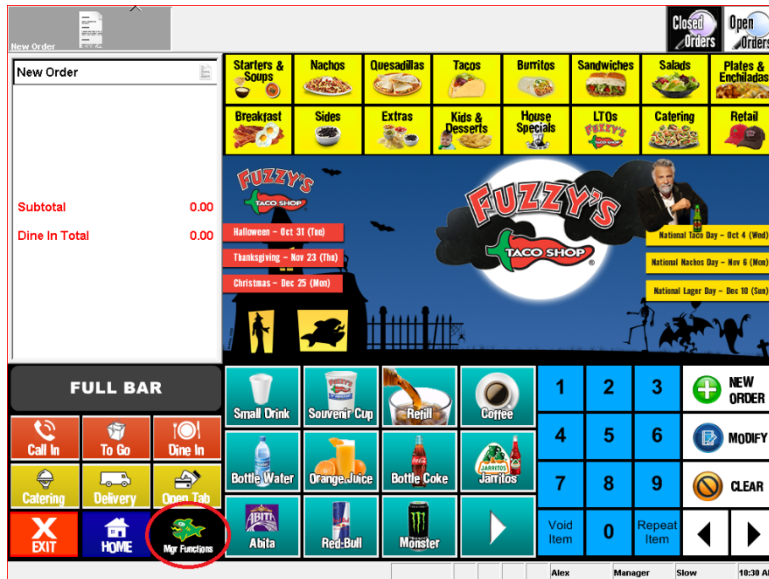 New Order
Closed Orders
Open Orders
New Order
Subtotal 0.00
Dine In Total 0.00
Starters & Soups
Nachos
Quesadillas
Tacos
Burritos
Sandwiches
Salads
Plates & Enchiladas
Breakfast
Sides
Extras
Kids & Desserts
House Specials
LTOs
FUZZY'S
Catering
Retail
FUZZY'S
TACO SHOP
Halloween - Oct 31 (Tue)
Thanksgiving - Nov 23 (Thu)
Christmas - Dec 25 (Mon)
FUZZY'S
TACO SHOP
National Taco Day - Oct 4 (Wed)
National Nachos Day - Nov 6 (Mon)
National Lager Day - Dec 10 (Sun)
FULL BAR
Call In
To Go
Dine In
Catering
Delivery
Open Tab
X
EXIT
HOME
Mgr Functions
Small Drink
Souvenir Cup
Refill
Coffee
Bottle Water
Orange Juice
Bottle Coke
JARRITOS
Jarritos
ABITA
Abita
Red-Bull
Monster
1 2 3
4 5 6
7 8 9
Void Item
0
Repeat Item
NEW ORDER
MODIFY
CLEAR
Alex Manager Slow 10:38 AM